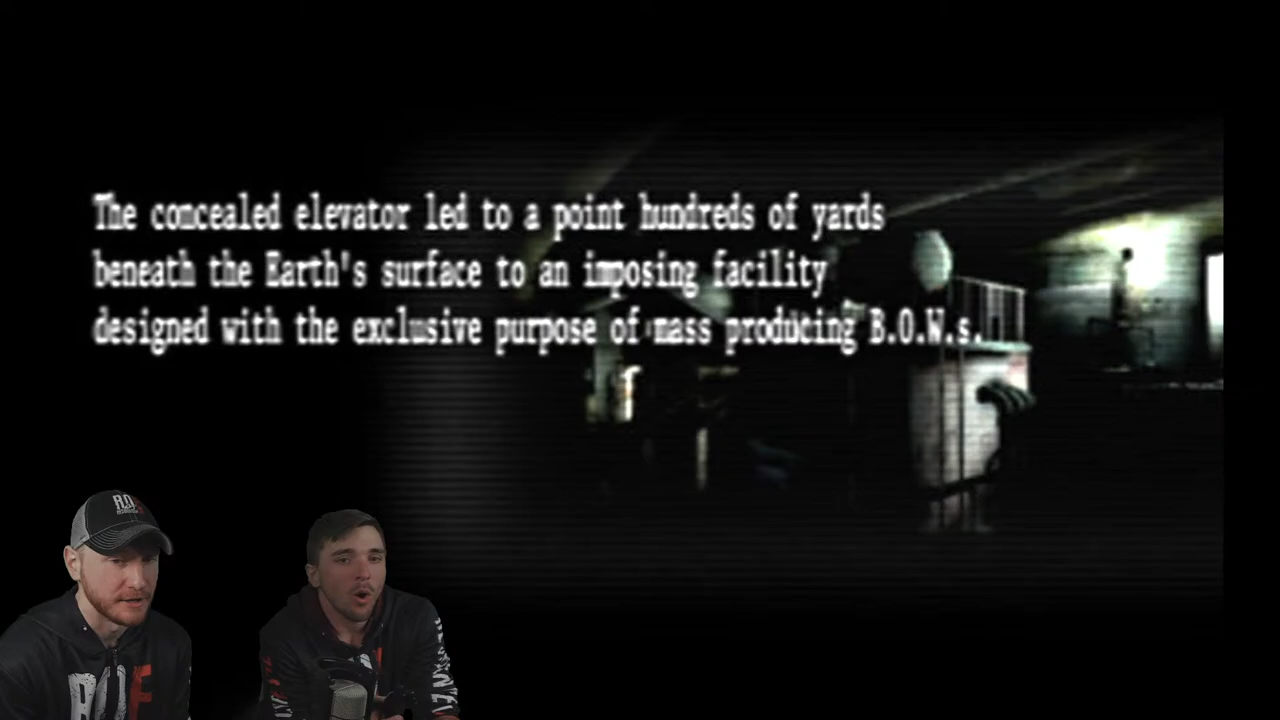 The concealed elevator led to a point hundreds of yards
beneath the Earth's surface to an imposing facility
designed with the exclusive purpose of mass producing B.O.W.s.